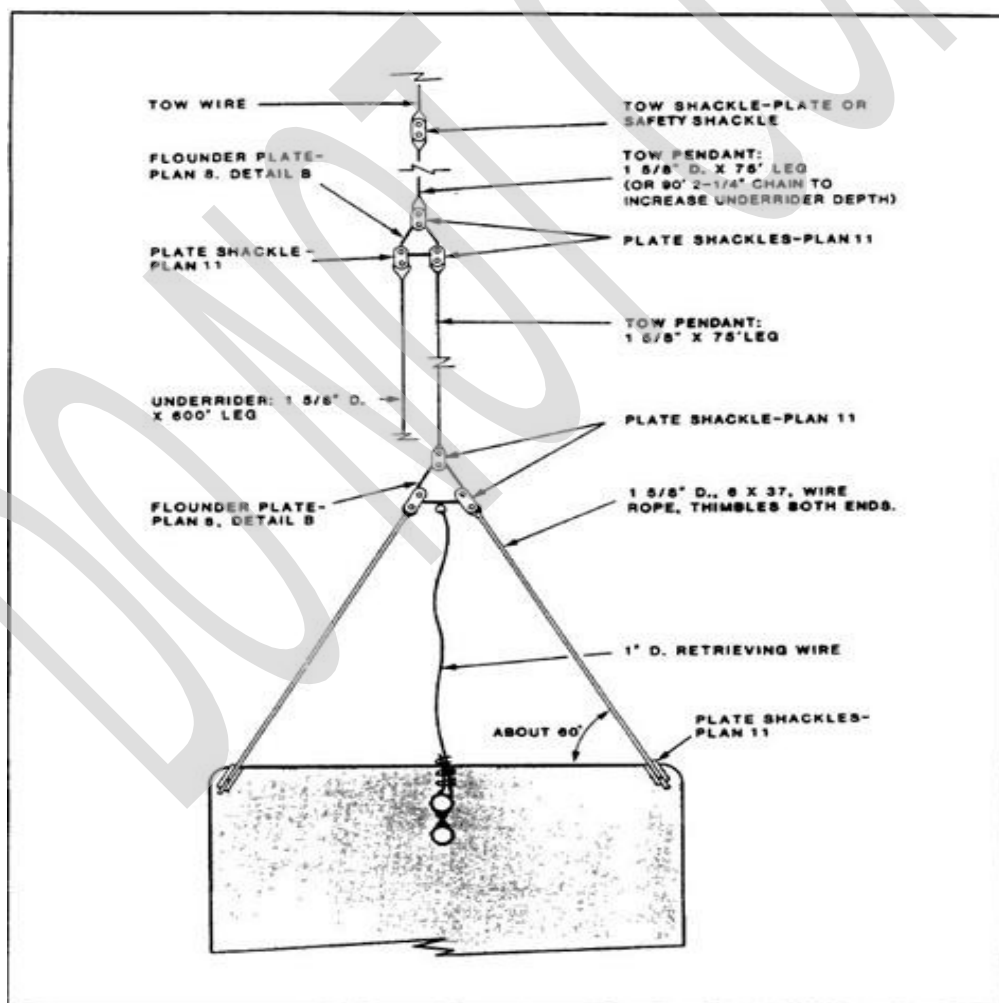 TOW WIRE
TOW SHACKLE-PLATE OR
SAFETY SHACKLE
FLOUNDER PLATE-
PLAN 8, DETAIL B
TOW PENDANT:
1 5/8" D. X 75' LEG
(OR 90' 2-1/4" CHAIN TO
INCREASE UNDERRIDER DEPTH)
PLATE SHACKLE-
PLAN 11
PLATE SHACKLES-PLAN 11
TOW PENDANT:
1 5/8" X 75'LEG
UNDERRIDER: 1 5/8" D.
X 600' LEG
PLATE SHACKLE-PLAN 11
FLOUNDER PLATE-
PLAN 8, DETAIL B
1 5/8" D., 6 X 37, WIRE
ROPE, THIMBLES BOTH ENDS.
1" D. RETRIEVING WIRE
ABOUT 60°
PLATE SHACKLES-
PLAN 11
DO NOT